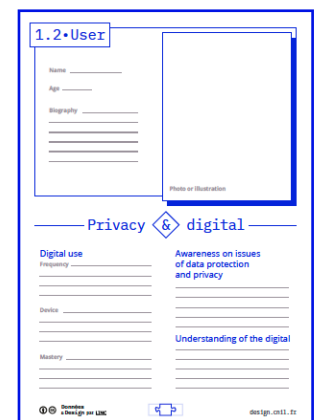 1.2•User
Name
Age
Biography
Photo or illustration
Privacy & digital
Digital use
Frequency
Device
Mastery
Awareness on issues
of data protection
and privacy
Understanding of the digital
Données
& Design par LINC
design.cnil.fr